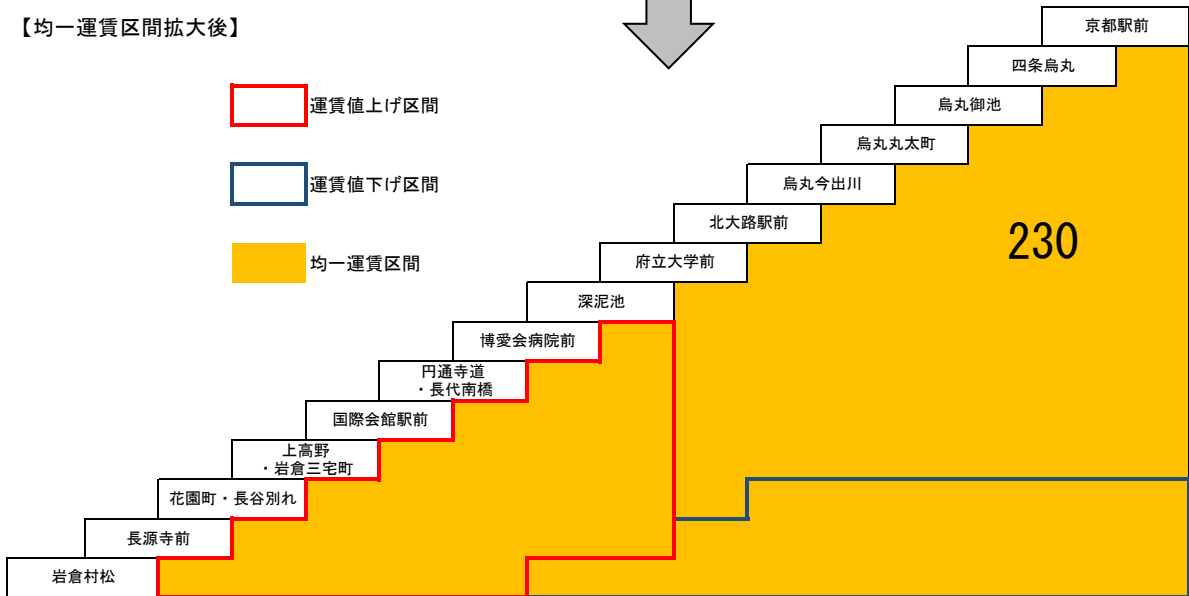 【均一運賃区間拡大後】
京都駅前
四条烏丸
運賃値上げ区間
烏丸御池
烏丸丸太町
運賃値下げ区間
烏丸今出川
北大路駅前
230
均一運賃区間
府立大学前
深泥池
博愛会病院前
円通寺道
・長代南橋
国際会館駅前
上高野
・岩倉三宅町
花園町・長谷別れ
長源寺前
岩倉村松